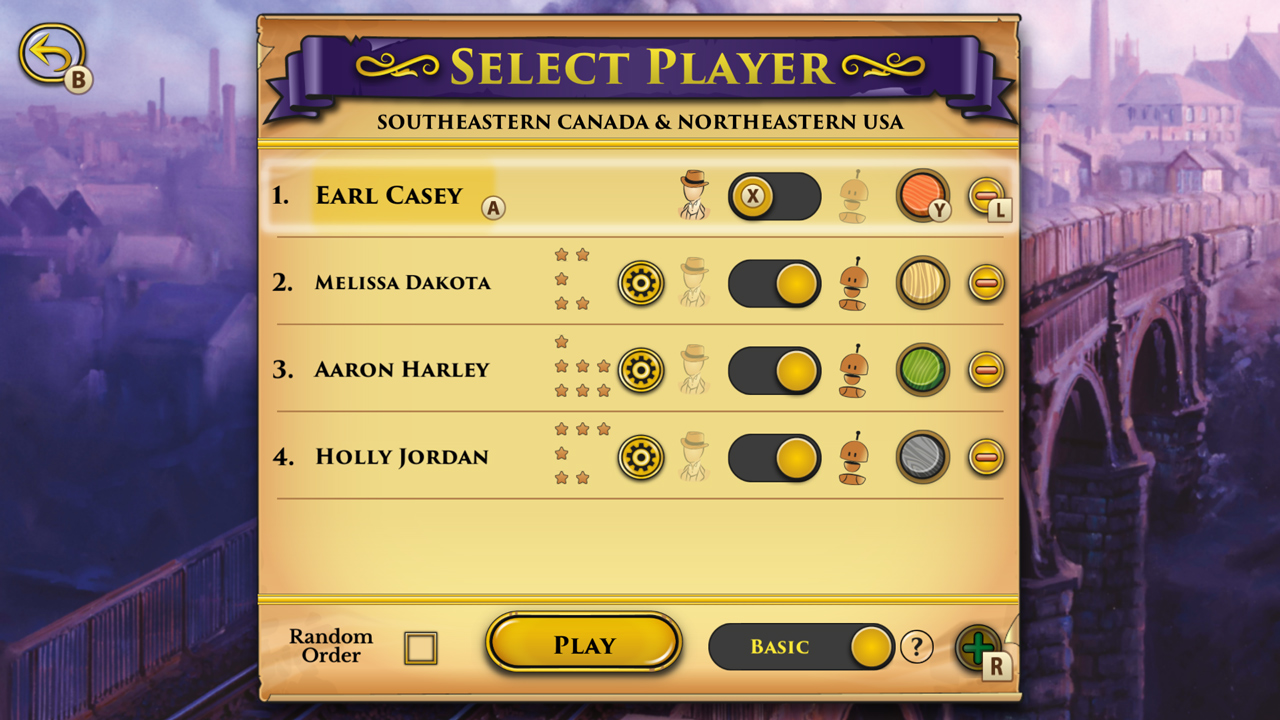 B
SELECT PLAYER
SOUTHEASTERN CANADA & NORTHEASTERN USA
1. EARL CASEY A X Y L
2. MELISSA DAKOTA
3. AARON HARLEY
4. HOLLY JORDAN
Random
Order
PLAY
BASIC
?
R